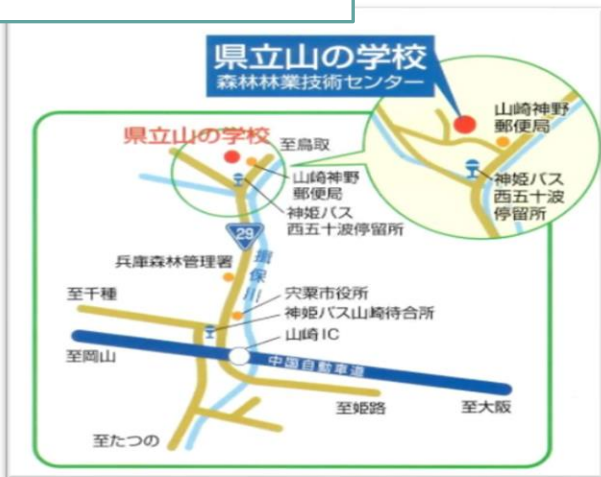 県立山の学校
森林林業技術センター
山崎神野
郵便局
神姫バス
西五十波
停留所
県立山の学校
至鳥取
山崎神野
郵便局
神姫バス
西五十波停留所
29
揖保川
兵庫森林管理署
至千種
宍粟市役所
神姫バス山崎待合所
山崎IC
至岡山
中国自動車道
至姫路
至大阪
至たつの